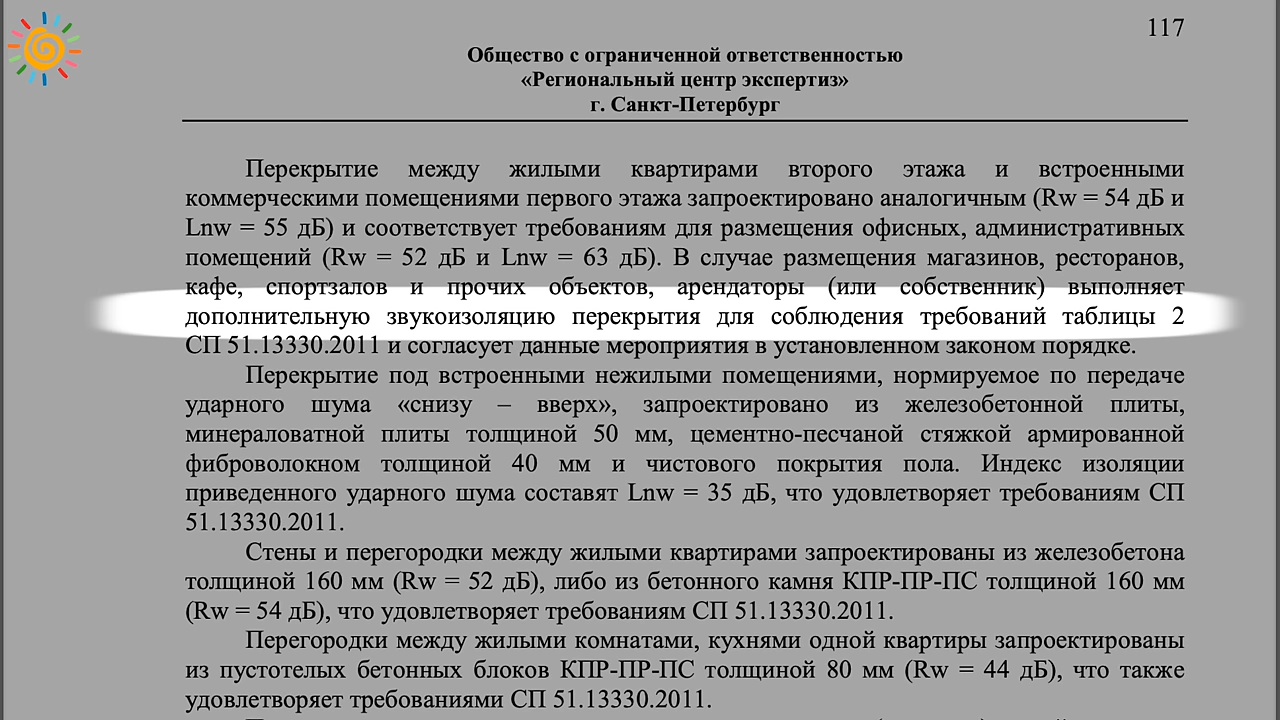 117
Общество с ограниченной ответственностью
«Региональный центр экспертиз»
г. Санкт-Петербург
Перекрытие между жилыми квартирами второго этажа и встроенными
коммерческими помещениями первого этажа запроектировано аналогичным (Rw = 54 дБ и
Lnw = 55 дБ) и соответствует требованиям для размещения офисных, административных
помещений (Rw = 52 дБ и Lnw = 63 дБ). В случае размещения магазинов, ресторанов,
кафе, спортзалов и прочих объектов, арендаторы (или собственник) выполняет
дополнительную звукоизоляцию перекрытия для соблюдения требований таблицы 2
СП 51.13330.2011 и согласует данные мероприятия в установленном законом порядке.
Перекрытие под встроенными нежилыми помещениями, нормируемое по передаче
ударного шума «снизу – вверх», запроектировано из железобетонной плиты,
минераловатной плиты толщиной 50 мм, цементно-песчаной стяжкой армированной
фиброволокном толщиной 40 мм и чистового покрытия пола. Индекс изоляции
приведенного ударного шума составят Lnw = 35 дБ, что удовлетворяет требованиям СП
51.13330.2011.
Стены и перегородки между жилыми квартирами запроектированы из железобетона
толщиной 160 мм (Rw = 52 дБ), либо из бетонного камня КПР-ПР-ПС толщиной 160 мм
(Rw = 54 дБ), что удовлетворяет требованиям СП 51.13330.2011.
Перегородки между жилыми комнатами, кухнями одной квартиры запроектированы
из пустотелых бетонных блоков КПР-ПР-ПС толщиной 80 мм (Rw = 44 дБ), что также
удовлетворяет требованиями СП 51.13330.2011.